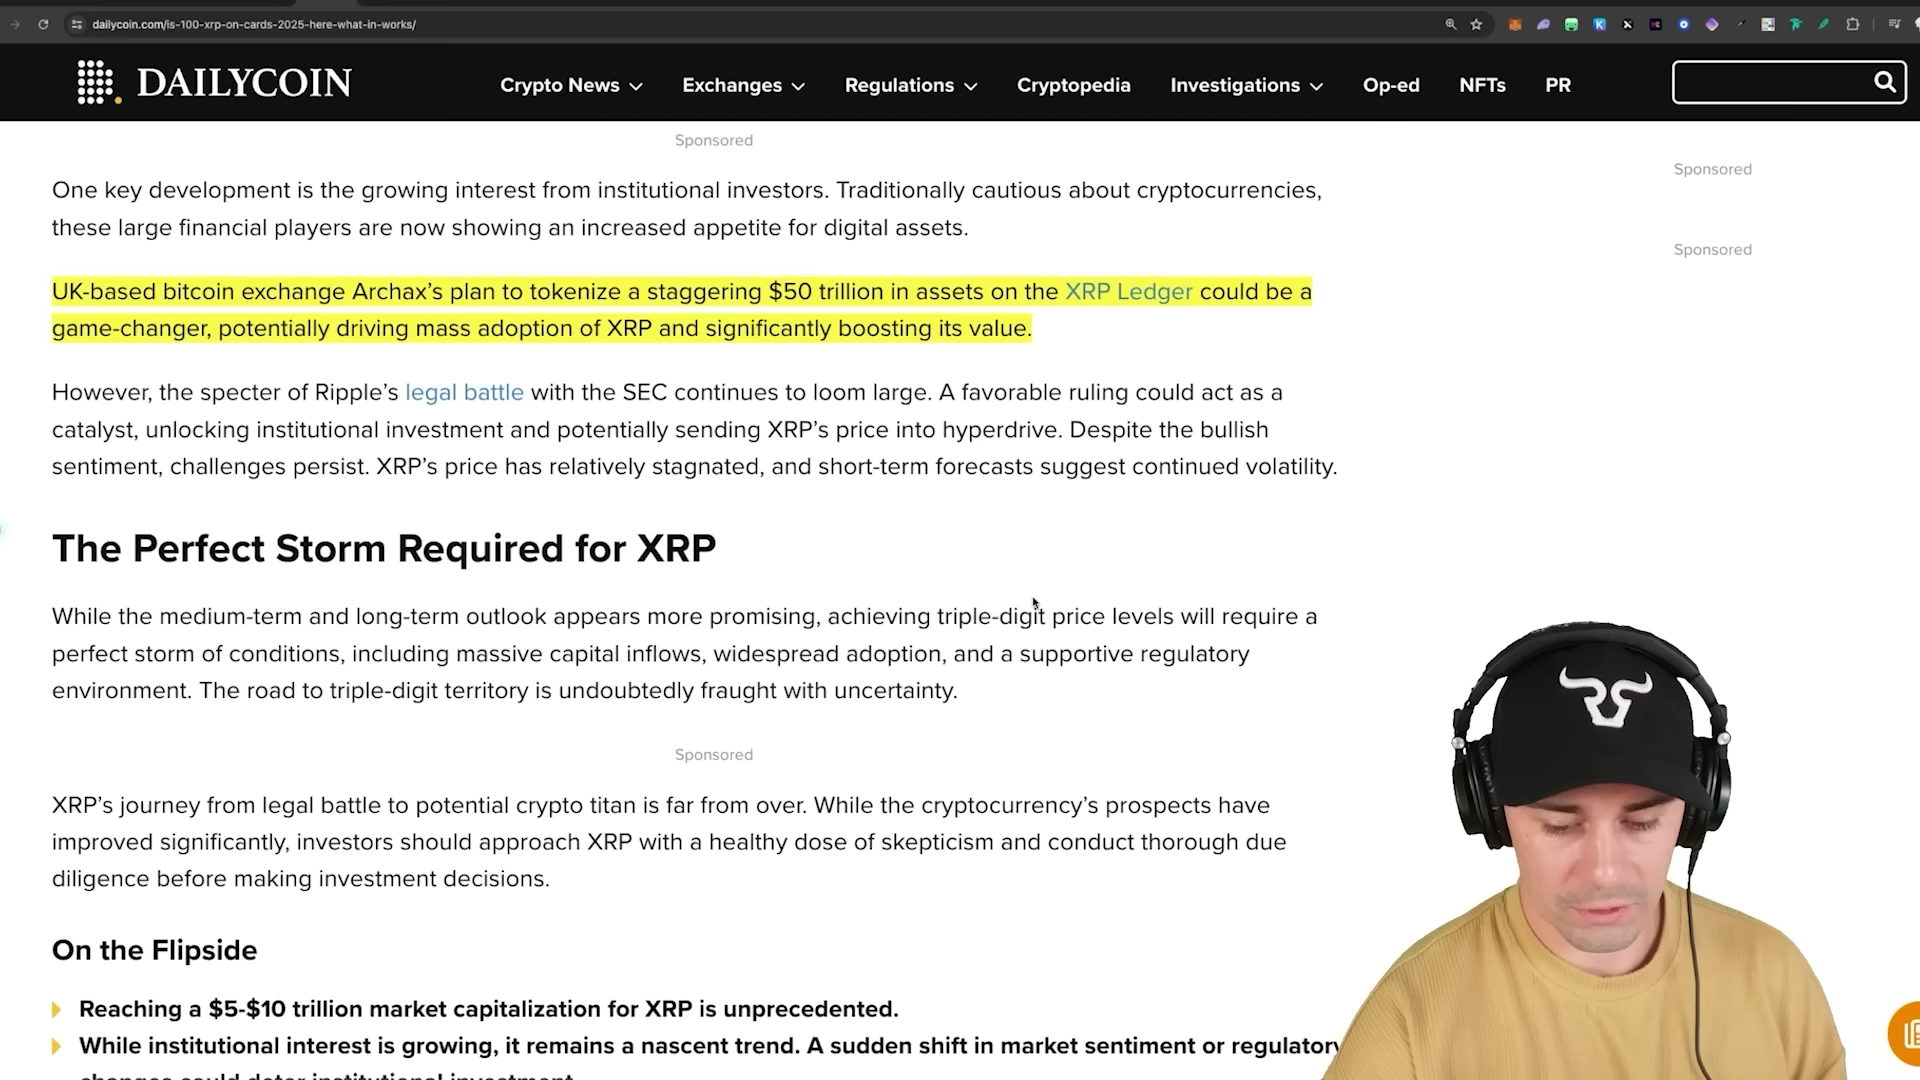 dailycoin.com/is-100-xrp-on-cards-2025-here-what-in-works/
DAILYCOIN
Crypto News
Exchanges
Regulations
Cryptopedia
Investigations
Op-ed
NFTs
PR
Sponsored
Sponsored
Sponsored
One key development is the growing interest from institutional investors. Traditionally cautious about cryptocurrencies,
these large financial players are now showing an increased appetite for digital assets.
UK-based bitcoin exchange Archax’s plan to tokenize a staggering $50 trillion in assets on the XRP Ledger could be a
game-changer, potentially driving mass adoption of XRP and significantly boosting its value.
However, the specter of Ripple’s legal battle with the SEC continues to loom large. A favorable ruling could act as a
catalyst, unlocking institutional investment and potentially sending XRP’s price into hyperdrive. Despite the bullish
sentiment, challenges persist. XRP’s price has relatively stagnated, and short-term forecasts suggest continued volatility.
The Perfect Storm Required for XRP
While the medium-term and long-term outlook appears more promising, achieving triple-digit price levels will require a
perfect storm of conditions, including massive capital inflows, widespread adoption, and a supportive regulatory
environment. The road to triple-digit territory is undoubtedly fraught with uncertainty.
Sponsored
XRP’s journey from legal battle to potential crypto titan is far from over. While the cryptocurrency’s prospects have
improved significantly, investors should approach XRP with a healthy dose of skepticism and conduct thorough due
diligence before making investment decisions.
On the Flipside
Reaching a $5-$10 trillion market capitalization for XRP is unprecedented.
While institutional interest is growing, it remains a nascent trend. A sudden shift in market sentiment or regulatory
changes could deter institutional investment.